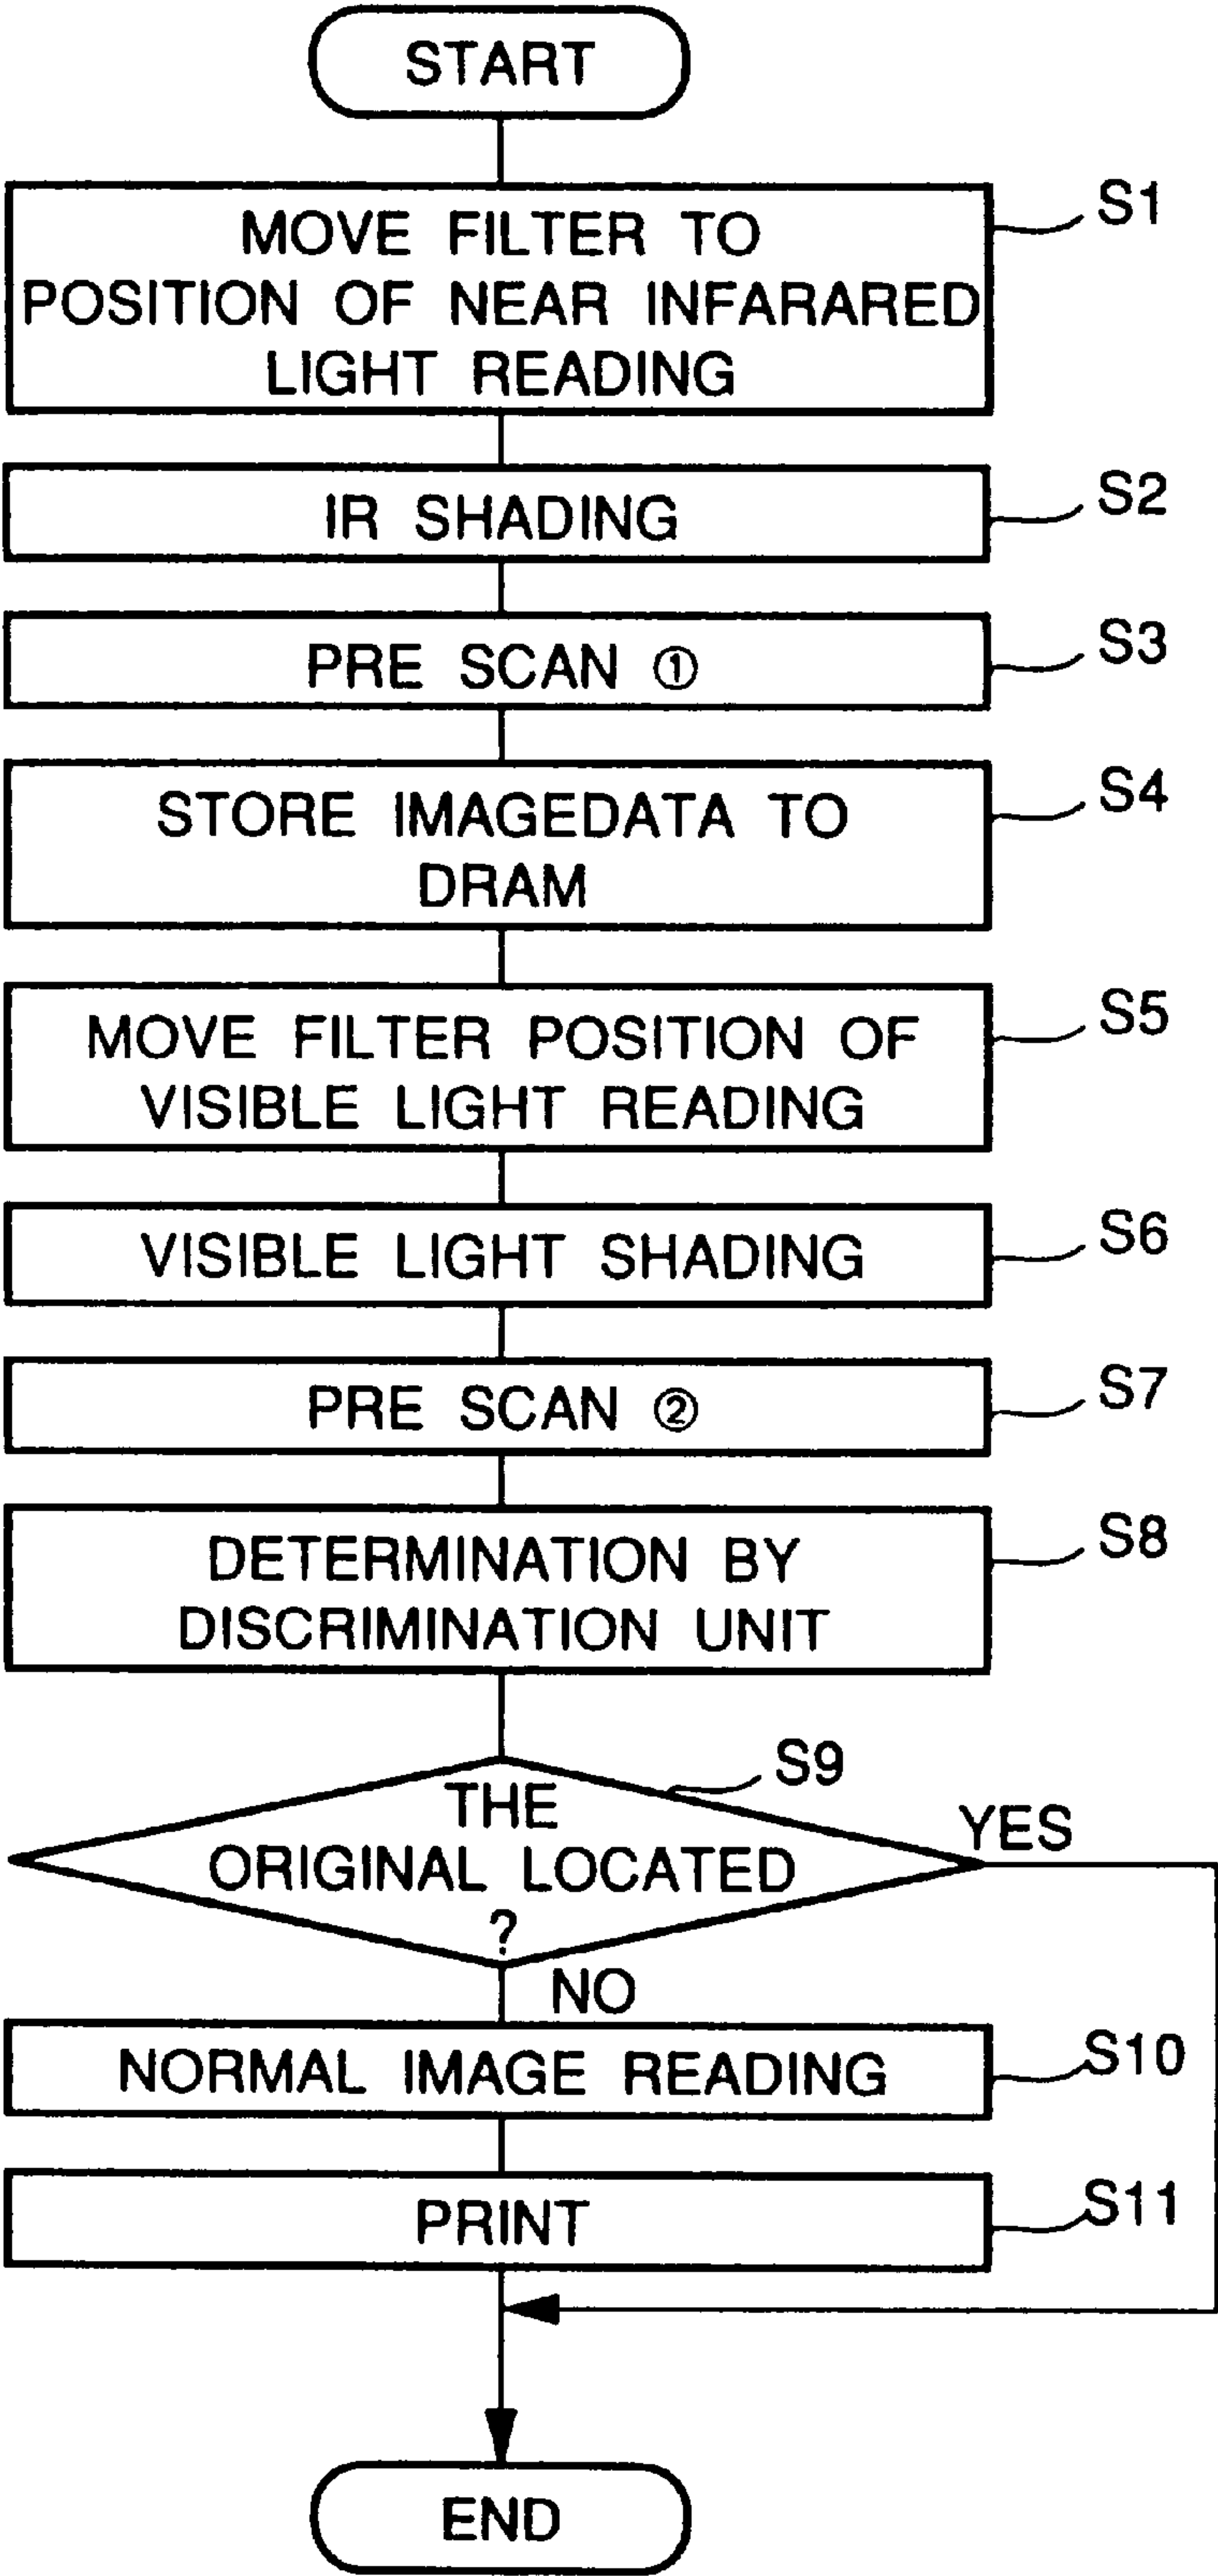 START
MOVE FILTER TO
POSITION OF NEAR INFARARED
LIGHT READING
S1
IR SHADING
S2
PRE SCAN ①
S3
STORE IMAGEDATA TO
DRAM
S4
MOVE FILTER POSITION OF
VISIBLE LIGHT READING
S5
VISIBLE LIGHT SHADING
S6
PRE SCAN ②
S7
DETERMINATION BY
DISCRIMINATION UNIT
S8
S9
THE
ORIGINAL LOCATED
?
YES
NO
NORMAL IMAGE READING
S10
PRINT
S11
END